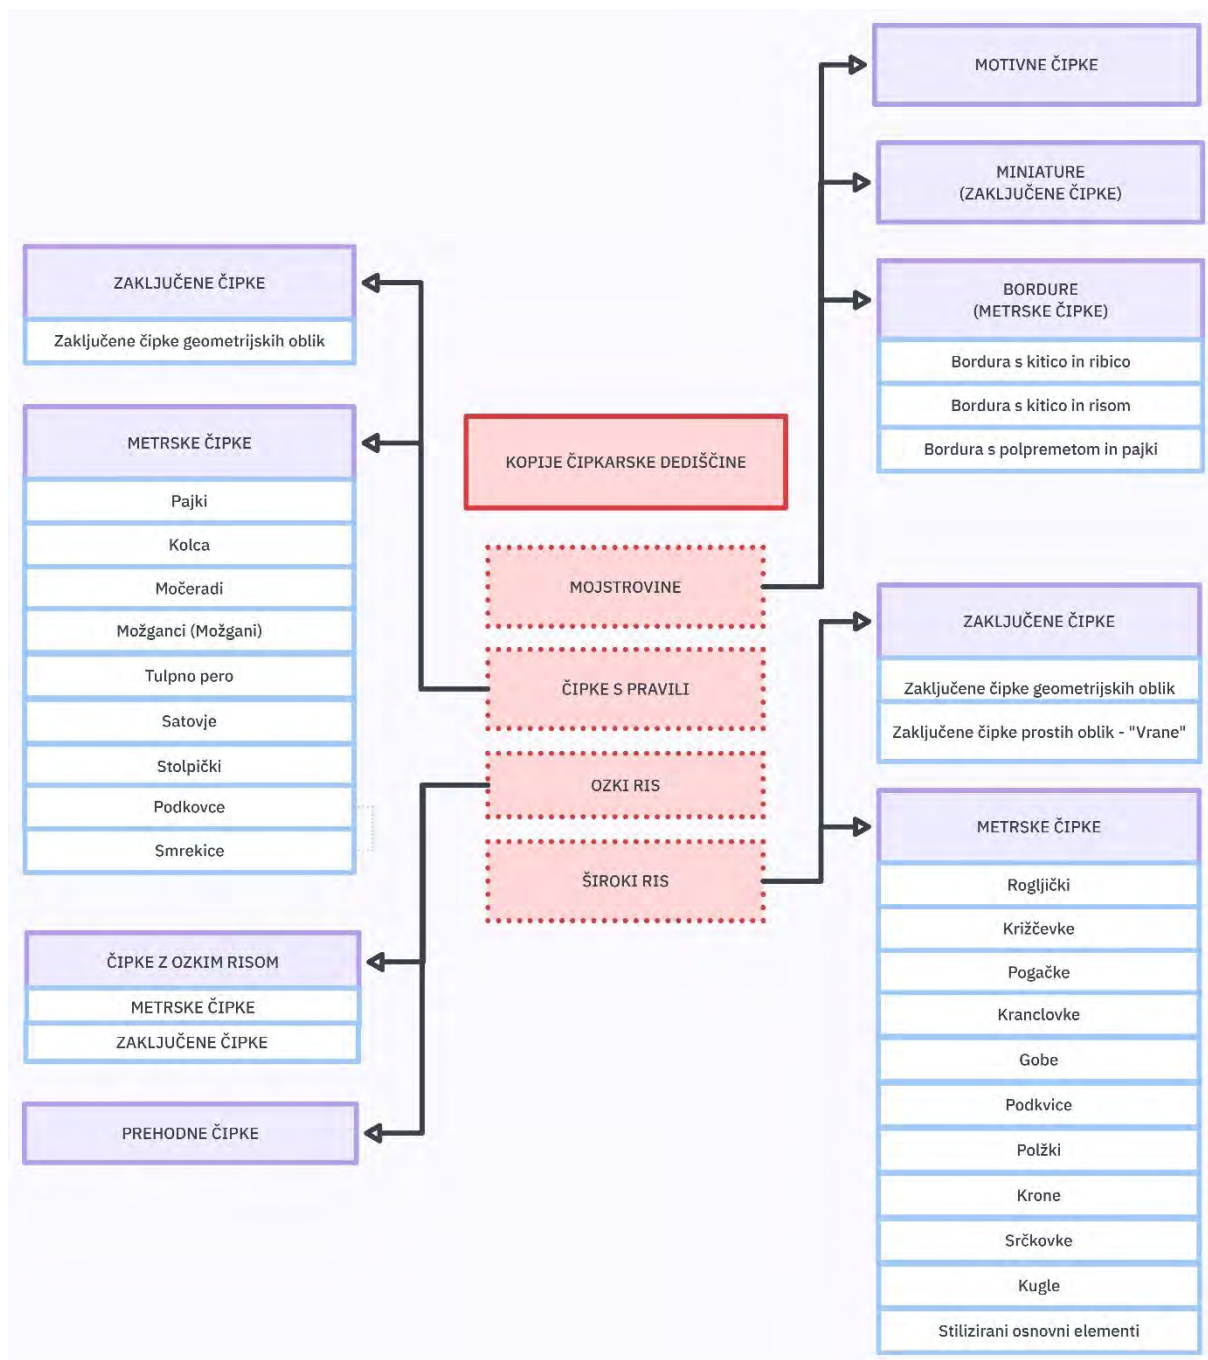 KOPIJE ČIPKARSKE DEDIŠČINE
MOJSTROVINE
ČIPKE S PRAVILI
OZKI RIS
ŠIROKI RIS
ZAKLJUČENE ČIPKE
Zaključene čipke geometrijskih oblik
METRSKE ČIPKE
Pajki
Kolca
Močeradi
Možganci (Možgani)
Tulpno pero
Satovje
Stolpički
Podkovce
Smrekice
ČIPKE Z OZKIM RISOM
METRSKE ČIPKE
ZAKLJUČENE ČIPKE
PREHODNE ČIPKE
MOTIVNE ČIPKE
MINIATURE
(ZAKLJUČENE ČIPKE)
BORDURE
(METRSKE ČIPKE)
Bordura s kitico in ribico
Bordura s kitico in risom
Bordura s polpremetom in pajki
ZAKLJUČENE ČIPKE
Zaključene čipke geometrijskih oblik
Zaključene čipke prostih oblik - "Vrane"
METRSKE ČIPKE
Rogljički
Križčevke
Pogačke
Kranclovke
Gobe
Podkvice
Polžki
Krone
Srčkovke
Kugle
Stilizirani osnovni elementi